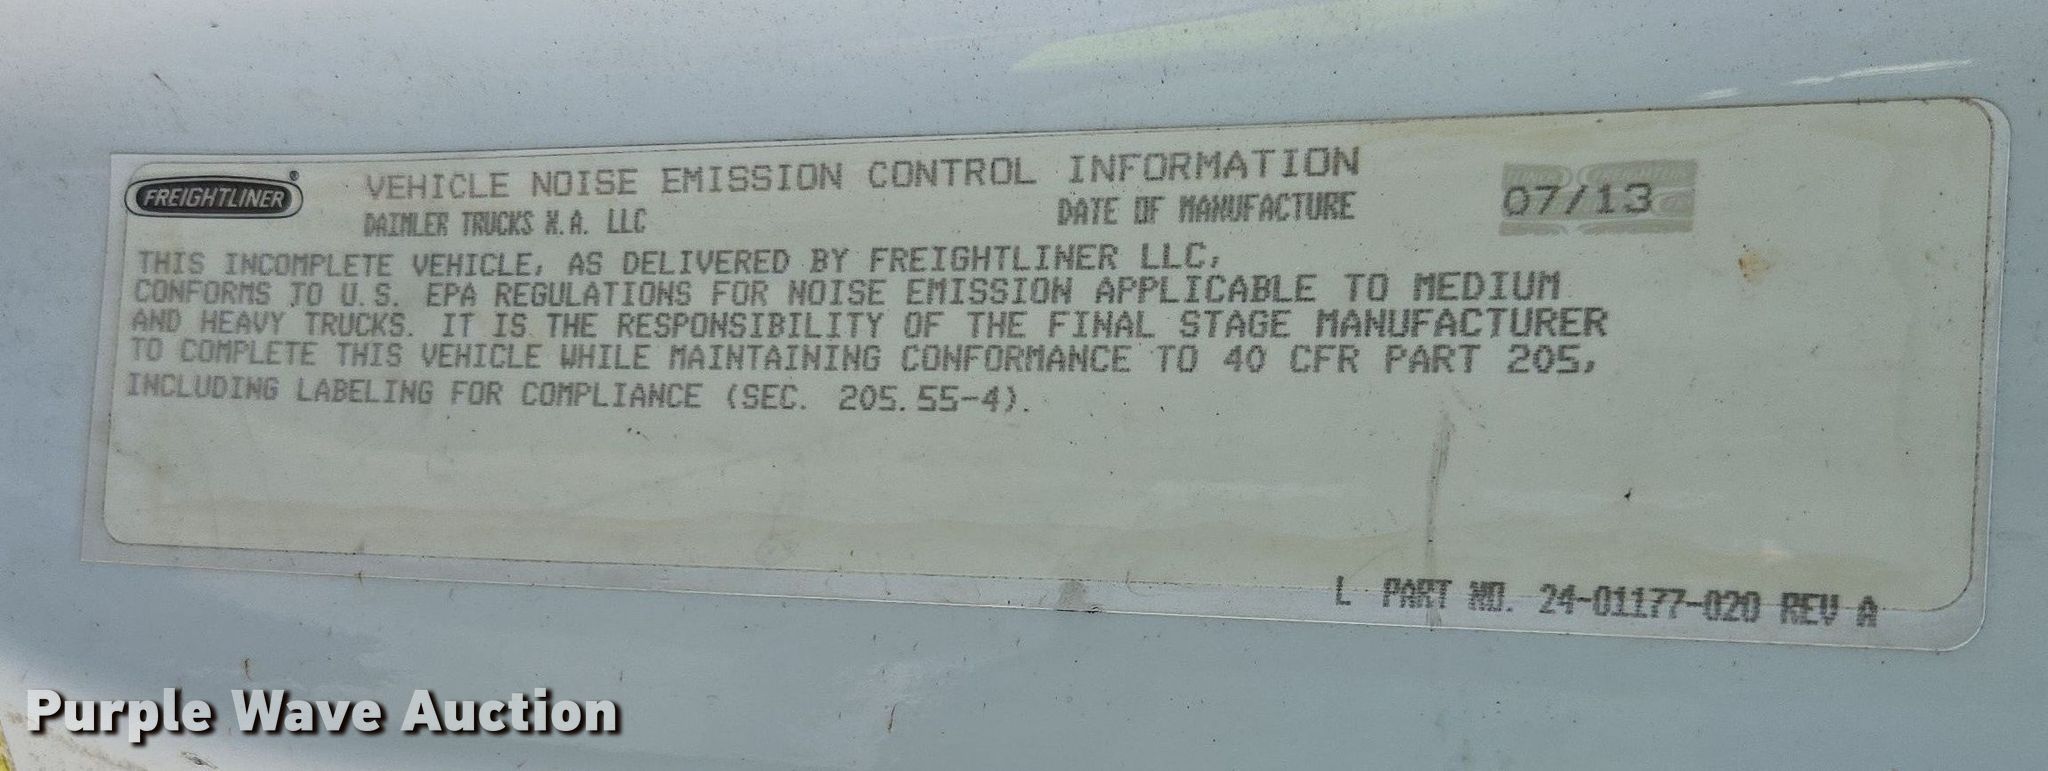 FREIGHTLINER®
VEHICLE NOISE EMISSION CONTROL INFORMATION
DAIMLER TRUCKS N.A. LLC
DATE OF MANUFACTURE 07/13
THIS INCOMPLETE VEHICLE, AS DELIVERED BY FREIGHTLINER LLC,
CONFORMS TO U.S. EPA REGULATIONS FOR NOISE EMISSION APPLICABLE TO MEDIUM
AND HEAVY TRUCKS. IT IS THE RESPONSIBILITY OF THE FINAL STAGE MANUFACTURER
TO COMPLETE THIS VEHICLE WHILE MAINTAINING CONFORMANCE TO 40 CFR PART 205,
INCLUDING LABELING FOR COMPLIANCE (SEC. 205.55-4).
L PART NO. 24-01177-020 REV A
Purple Wave Auction